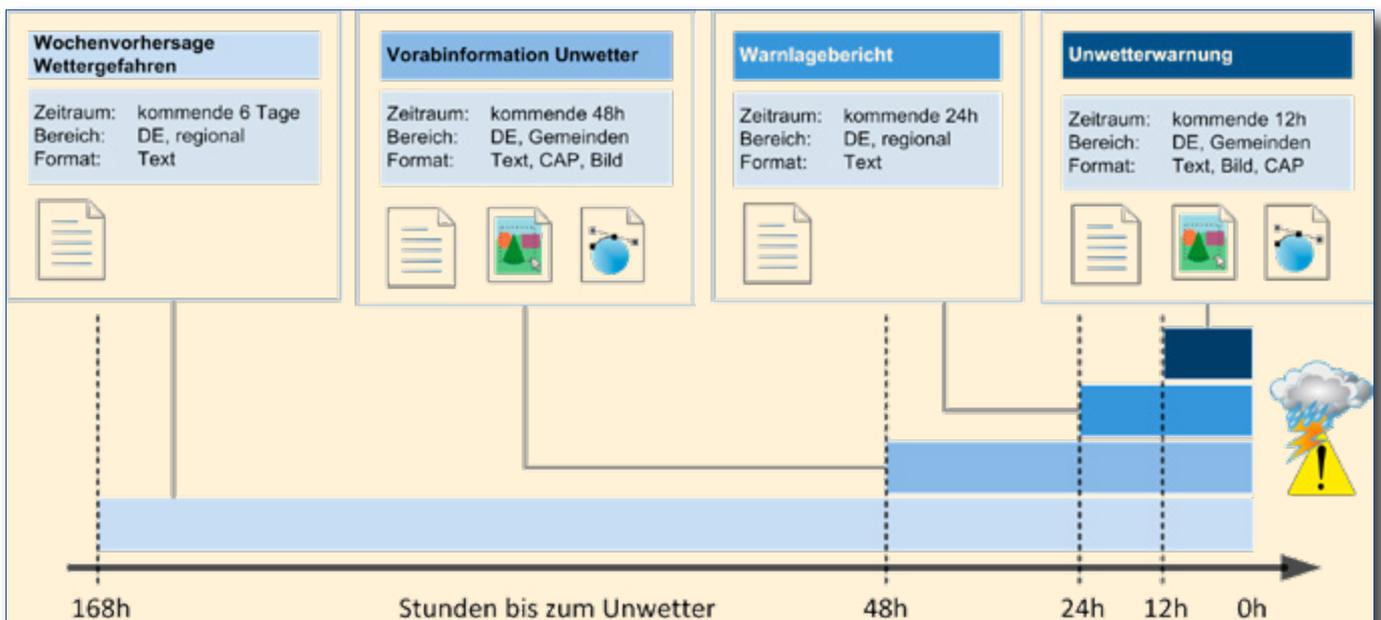 Wochenvorhersage
Wettergefahren
Zeitraum: kommende 6 Tage
Bereich: DE, regional
Format: Text
Vorabinformation Unwetter
Zeitraum: kommende 48h
Bereich: DE, Gemeinden
Format: Text, CAP, Bild
Warnlagebericht
Zeitraum: kommende 24h
Bereich: DE, regional
Format: Text
Unwetterwarnung
Zeitraum: kommende 12h
Bereich: DE, Gemeinden
Format: Text, Bild, CAP
168h Stunden bis zum Unwetter 48h 24h 12h 0h